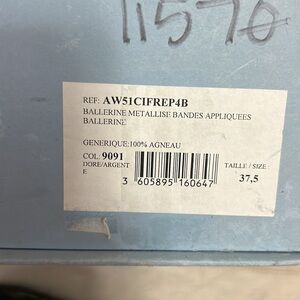 11570
REF: AW51CIFREP4B
BALLERINE METALLISE BANDES APPLIQUEES
BALLERINE
GENERIQUE:100% AGNEAU
COL: 9091
DORE/ARGENT
E
TAILLE / SIZE :
37,5
3 605895 160647